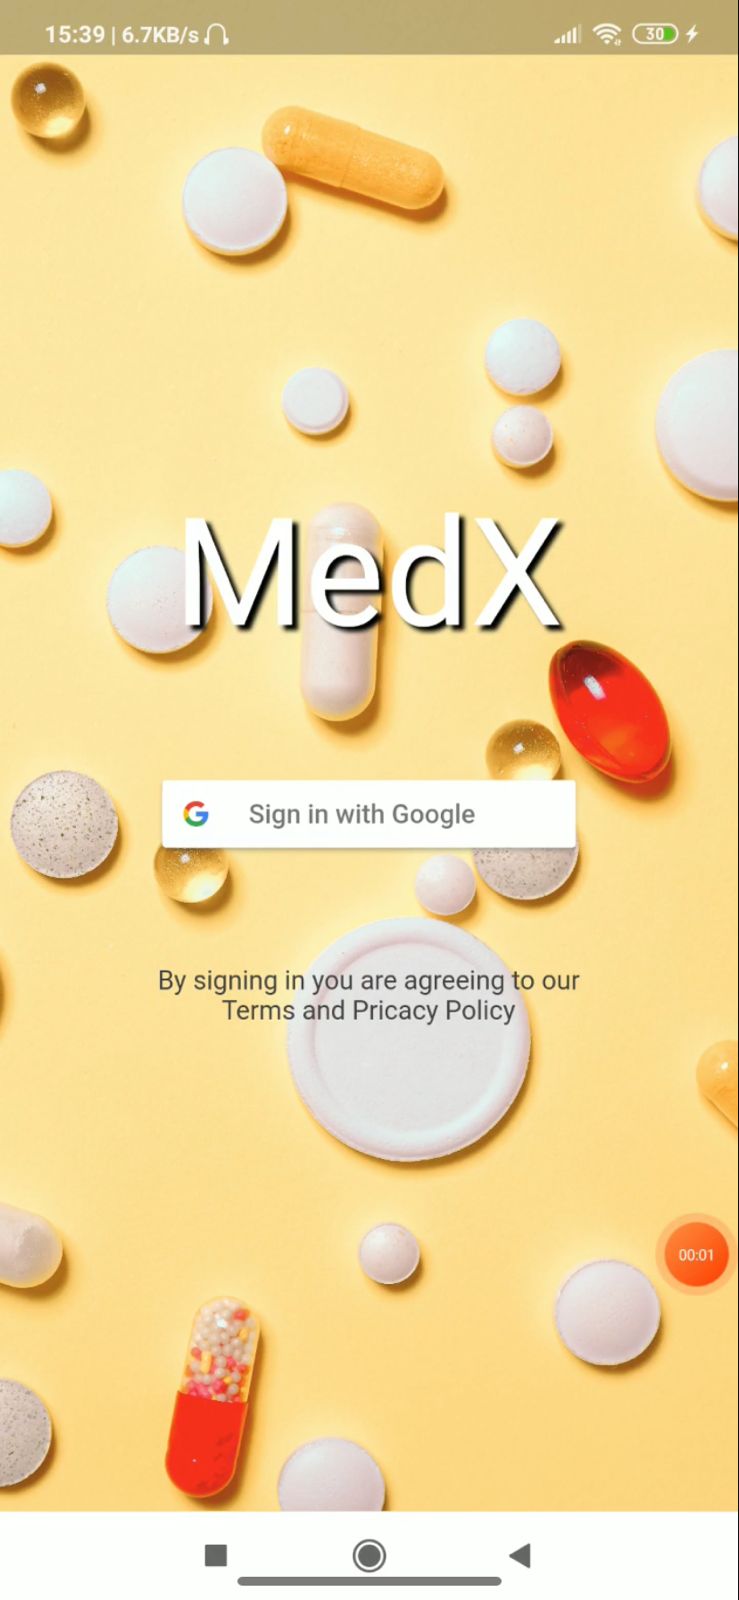 15:39 | 6.7KB/s 30
MedX
Sign in with Google
By signing in you are agreeing to our
Terms and Pricacy Policy
00:01